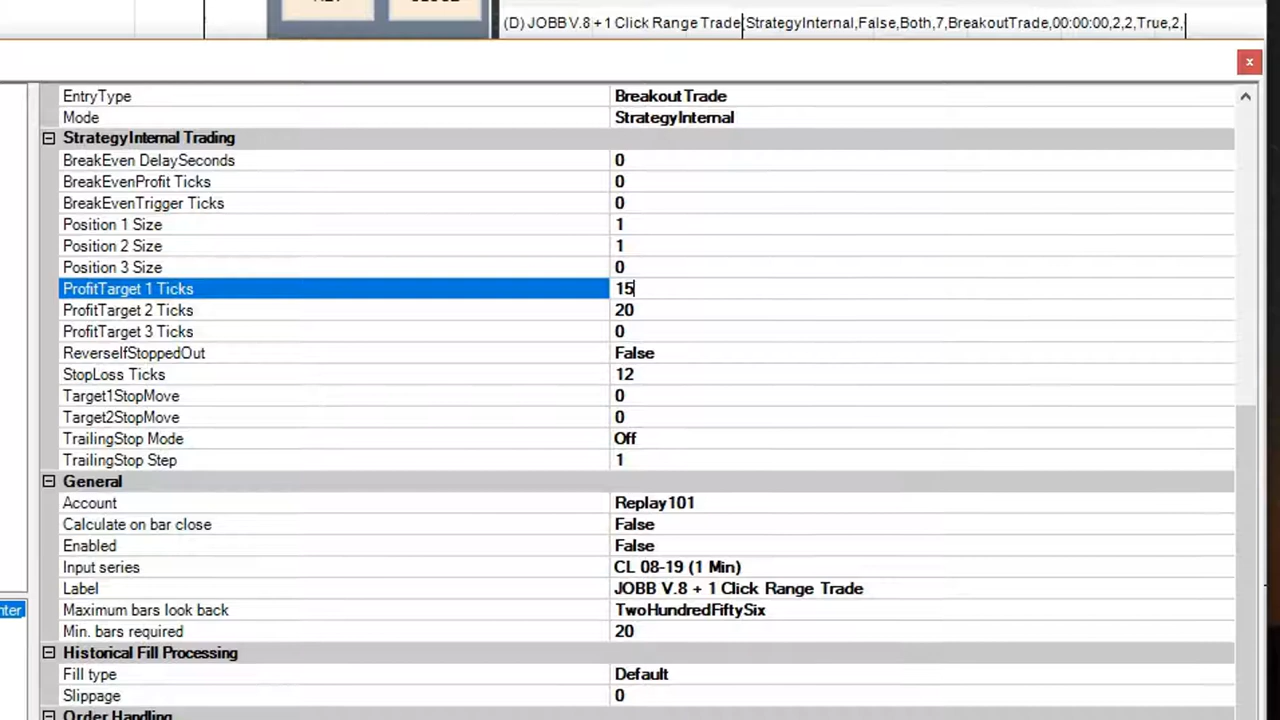 (D) JOBB V.8 + 1 Click Range Trade,StrategyInternal,False,Both,7,BreakoutTrade,00:00:00,2,2,True,2,
x
EntryType BreakoutTrade
Mode StrategyInternal
StrategyInternal Trading
BreakEven DelaySeconds 0
BreakEvenProfit Ticks 0
BreakEvenTrigger Ticks 0
Position 1 Size 1
Position 2 Size 1
Position 3 Size 0
ProfitTarget 1 Ticks 15
ProfitTarget 2 Ticks 20
ProfitTarget 3 Ticks 0
ReverseIfStoppedOut False
StopLoss Ticks 12
Target1StopMove 0
Target2StopMove 0
TrailingStop Mode Off
TrailingStop Step 1
General
Account Replay101
Calculate on bar close False
Enabled False
Input series CL 08-19 (1 Min)
Label JOBB V.8 + 1 Click Range Trade
Maximum bars look back TwoHundredFiftySix
Min. bars required 20
Historical Fill Processing
Fill type Default
Slippage 0
Order Handling